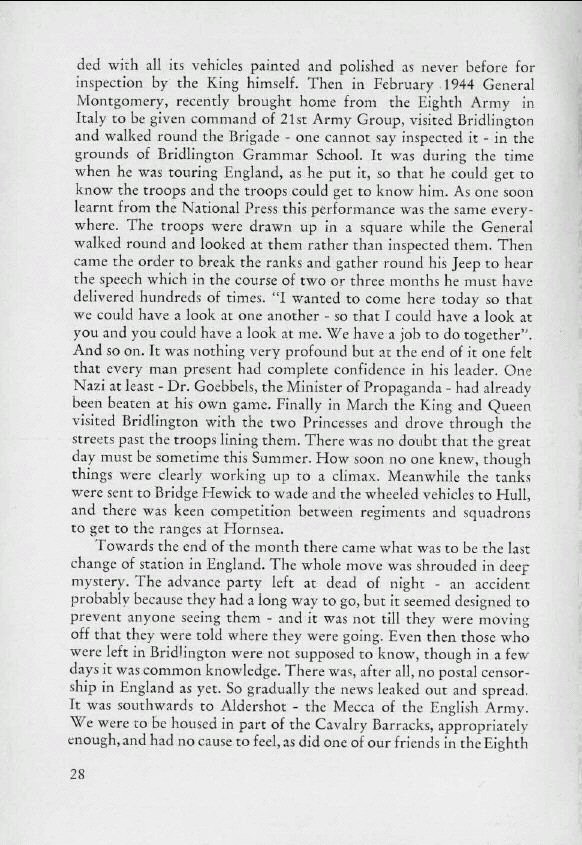 ded with all its vehicles painted and polished as never before for
inspection by the King himself. Then in February 1944 General
Montgomery, recently brought home from the Eighth Army in
Italy to be given command of 21st Army Group, visited Bridlington
and walked round the Brigade - one cannot say inspected it - in the
grounds of Bridlington Grammar School. It was during the time
when he was touring England, as he put it, so that he could get to
know the troops and the troops could get to know him. As one soon
learnt from the National Press this performance was the same every-
where. The troops were drawn up in a square while the General
walked round and looked at them rather than inspected them. Then
came the order to break the ranks and gather round his Jeep to hear
the speech which in the course of two or three months he must have
delivered hundreds of times. “I wanted to come here today so that
we could have a look at one another - so that I could have a look at
you and you could have a look at me. We have a job to do together”.
And so on. It was nothing very profound but at the end of it one felt
that every man present had complete confidence in his leader. One
Nazi at least - Dr. Goebbels, the Minister of Propaganda - had already
been beaten at his own game. Finally in March the King and Queen
visited Bridlington with the two Princesses and drove through the
streets past the troops lining them. There was no doubt that the great
day must be sometime this Summer. How soon no one knew, though
things were clearly working up to a climax. Meanwhile the tanks
were sent to Bridge Hewick to wade and the wheeled vehicles to Hull,
and there was keen competition between regiments and squadrons
to get to the ranges at Hornsea.
Towards the end of the month there came what was to be the last
change of station in England. The whole move was shrouded in deep
mystery. The advance party left at dead of night - an accident
probably because they had a long way to go, but it seemed designed to
prevent anyone seeing them - and it was not till they were moving
off that they were told where they were going. Even then those who
were left in Bridlington were not supposed to know, though in a few
days it was common knowledge. There was, after all, no postal censor-
ship in England as yet. So gradually the news leaked out and spread.
It was southwards to Aldershot - the Mecca of the English Army.
We were to be housed in part of the Cavalry Barracks, appropriately
enough, and had no cause to feel, as did one of our friends in the Eighth
28